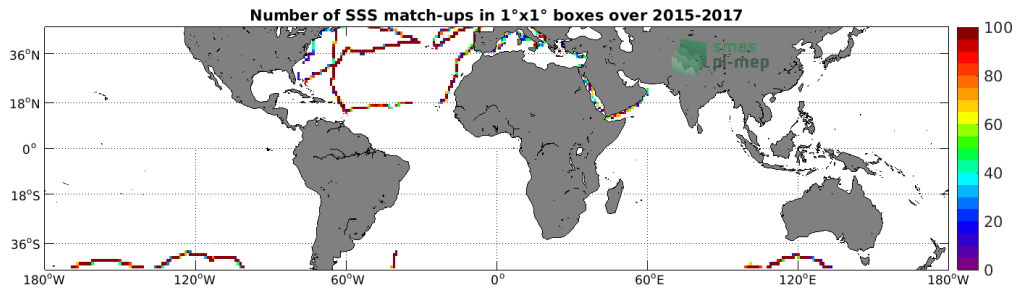 Number of SSS match-ups in 1°x1° boxes over 2015-2017
36°N
18°N
0°
18°S
36°S
180°W
120°W
60°W
0°
60°E
120°E
180°W
100
80
60
40
20
0
smos
pi-mep